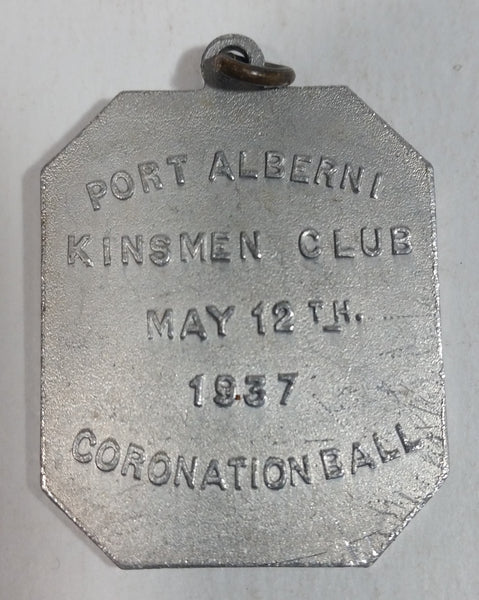 PORT ALBERNI
KINSMEN CLUB
MAY 12TH.
1937
CORONATION BALL